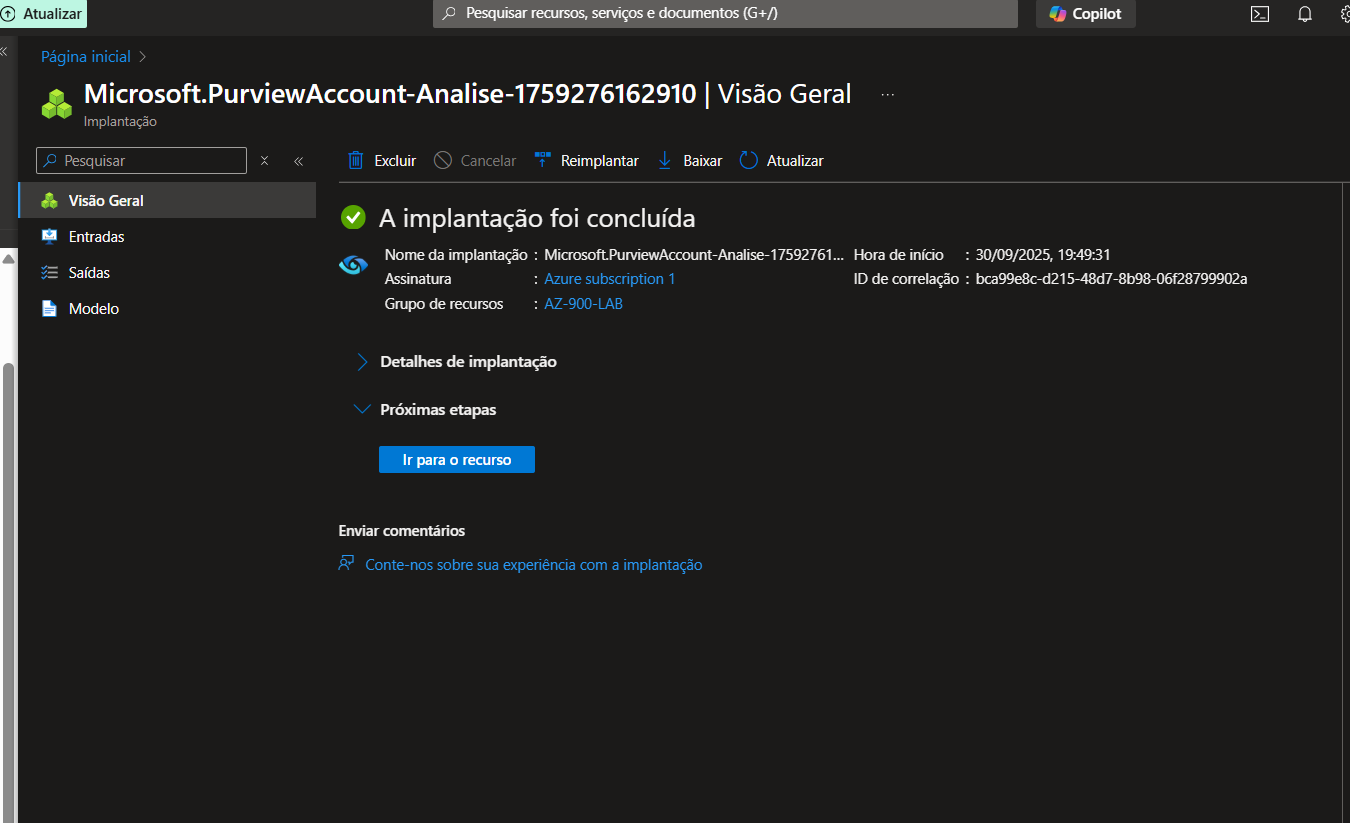 Atualizar
Pesquisar recursos, serviços e documentos (G+/)
Copilot
Página inicial
Microsoft.PurviewAccount-Analise-1759276162910 | Visão Geral ...
Implantação
Pesquisar
Excluir Cancelar Reimplantar Baixar Atualizar
Visão Geral
Entradas
Saídas
Modelo
A implantação foi concluída
Nome da implantação : Microsoft.PurviewAccount-Analise-17592761... Hora de início : 30/09/2025, 19:49:31
Assinatura : Azure subscription 1 ID de correlação : bca99e8c-d215-48d7-8b98-06f28799902a
Grupo de recursos : AZ-900-LAB
Detalhes de implantação
Próximas etapas
Ir para o recurso
Enviar comentários
Conte-nos sobre sua experiência com a implantação